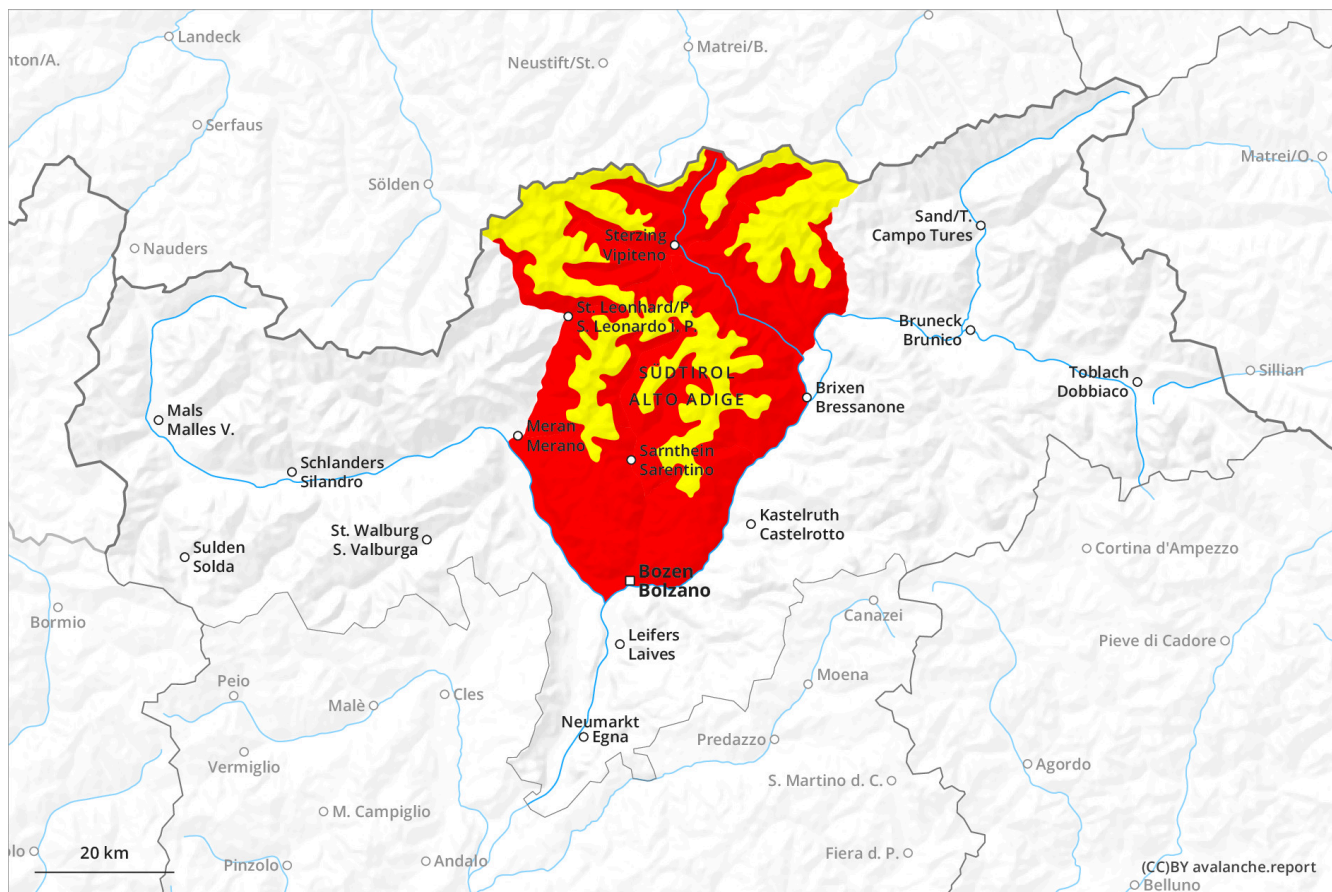 Landeck
nton/A.
Neustift/St.
Matrei/B.
Serfaus
Matrei/O.
Sölden
Sand/T.
Campo Tures
Nauders
Sterzing
Vipiteno
St. Leonhard/P.
S. Leonardo i. P.
Bruneck
Brunico
SÜDTIROL
ALTO ADIGE
Toblach
Dobbiaco
Sillian
Brixen
Bressanone
Mals
Malles V.
Meran
Merano
Schlanders
Silandro
Sarnthein
Sarentino
Kastelruth
Castelrotto
St. Walburg
S. Valburga
Sulden
Solda
Cortina d'Ampezzo
Bozen
Bolzano
Bormio
Canazei
Leifers
Laives
Pieve di Cadore
Peio
Malè
Cles
Moena
Neumarkt
Egna
Predazzo
Vermiglio
Agordo
S. Martino d. C.
M. Campiglio
olo
20 km
Pinzolo
Andalo
Fiera d. P.
(CC)BY avalanche.report
Belluno